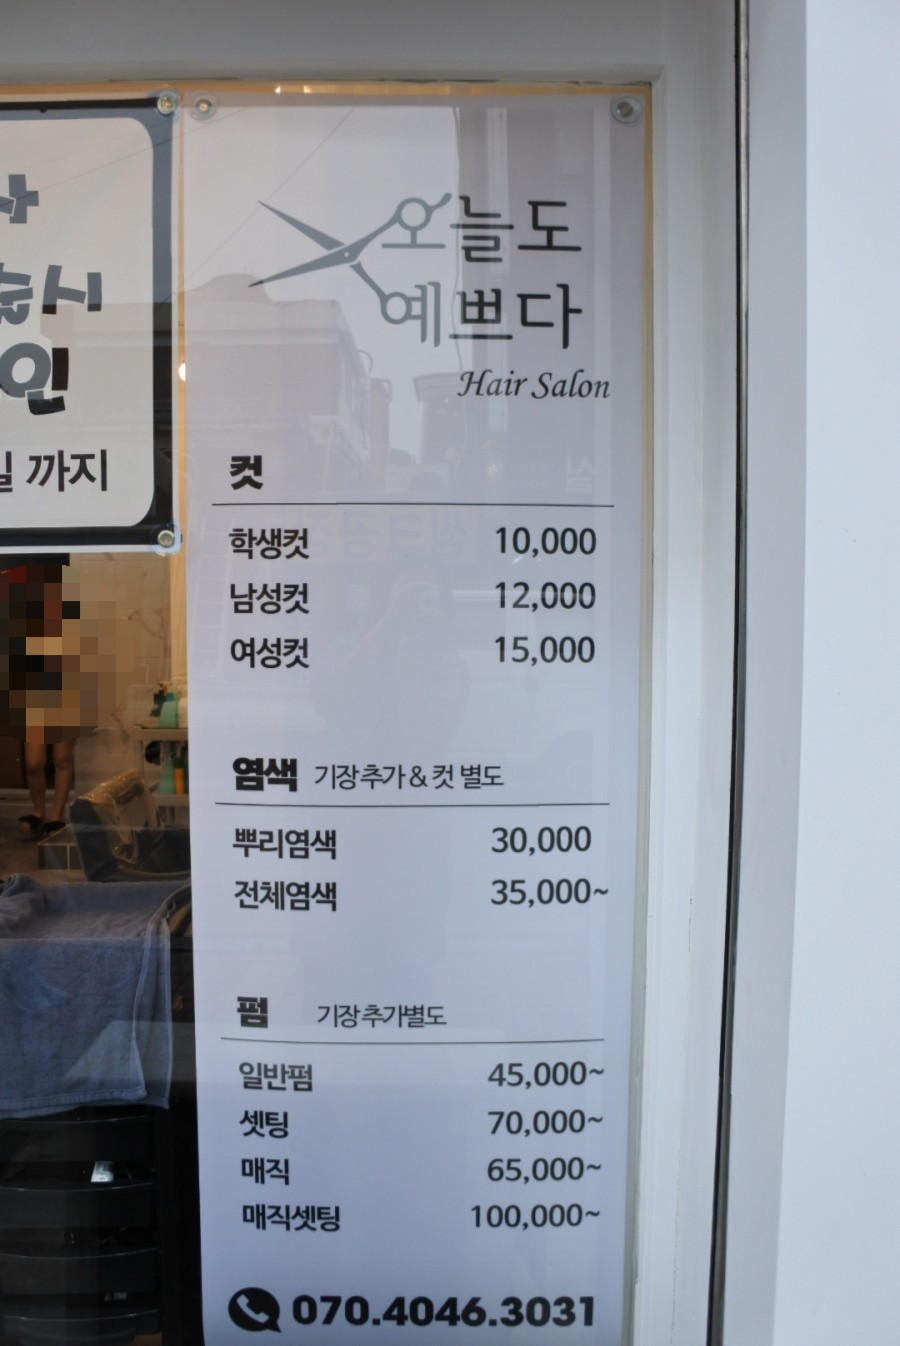 일 까지
오늘도
예쁘다
Hair Salon
컷
학생컷 10,000
남성컷 12,000
여성컷 15,000
염색 기장추가 & 컷 별도
뿌리염색 30,000
전체염색 35,000~
펌 기장추가별도
일반펌 45,000~
셋팅 70,000~
매직 65,000~
매직셋팅 100,000~
070.4046.3031